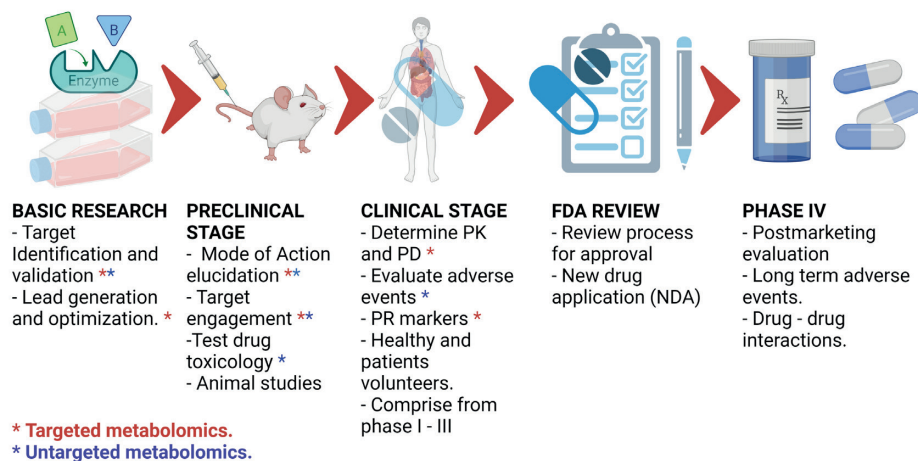 A
B
Enzyme
Rx
BASIC RESEARCH
- Target
Identification and
validation **
- Lead generation
and optimization. *
PRECLINICAL
STAGE
- Mode of Action
elucidation **
- Target
engagement **
-Test drug
toxicology *
- Animal studies
CLINICAL STAGE
- Determine PK
and PD *
- Evaluate adverse
events *
- PR markers *
- Healthy and
patients
volunteers.
- Comprise from
phase I - III
FDA REVIEW
- Review process
for approval
- New drug
application (NDA)
PHASE IV
- Postmarketing
evaluation
- Long term adverse
events.
- Drug - drug
interactions.
* Targeted metabolomics.
* Untargeted metabolomics.